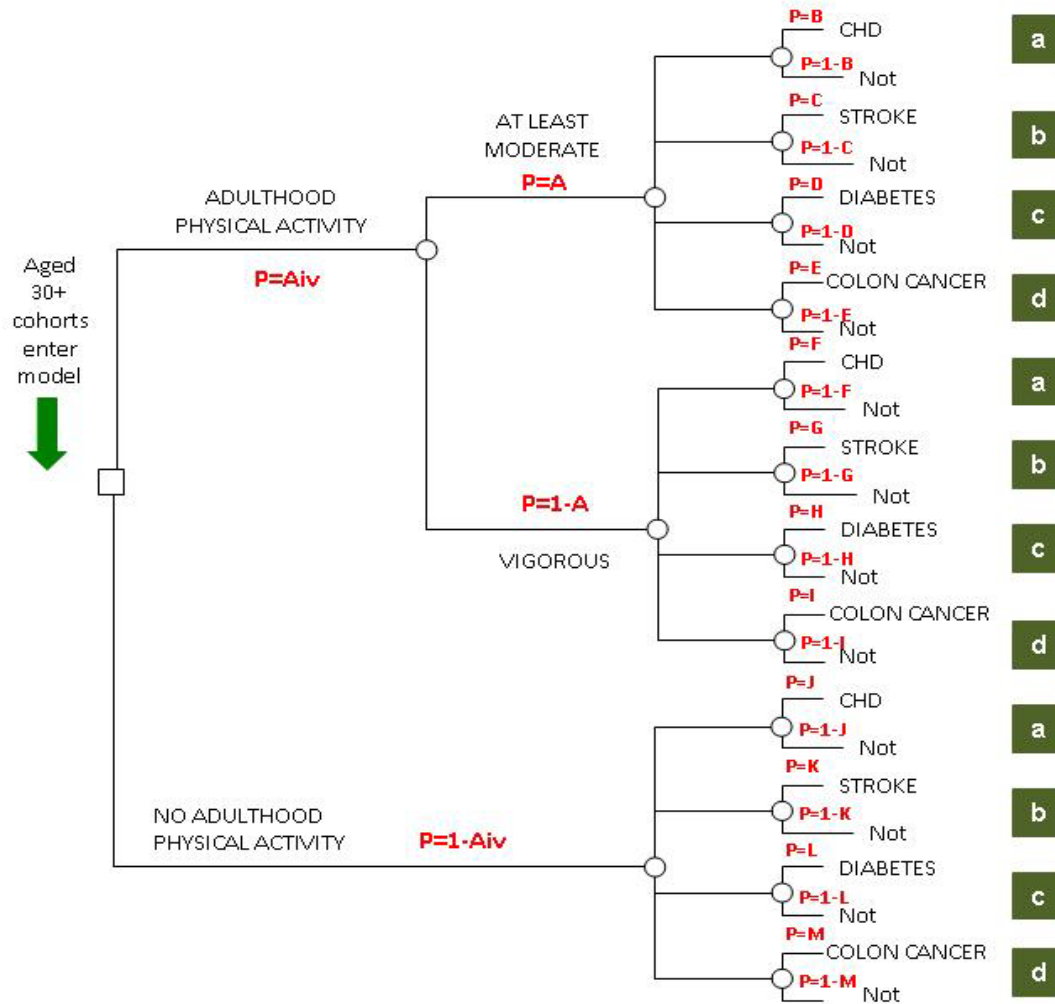 P=B
CHD
a
P=1-B
Not
P=C
STROKE
b
P=1-C
Not
AT LEAST
MODERATE
P=A
P=D
DIABETES
c
P=1-D
Not
ADULTHOOD
PHYSICAL ACTIVITY
P=Aiv
P=E
COLON CANCER
d
P=1-E
Not
Aged
30+
cohorts
enter
model
P=F
CHD
a
P=1-F
Not
P=G
STROKE
b
P=1-G
Not
P=1-A
VIGOROUS
P=H
DIABETES
c
P=1-H
Not
P=I
COLON CANCER
d
P=1-I
Not
P=J
CHD
a
P=1-J
Not
P=K
STROKE
b
P=1-K
Not
NO ADULTHOOD
PHYSICAL ACTIVITY
P=1-Aiv
P=L
DIABETES
c
P=1-L
Not
P=M
COLON CANCER
d
P=1-M
Not